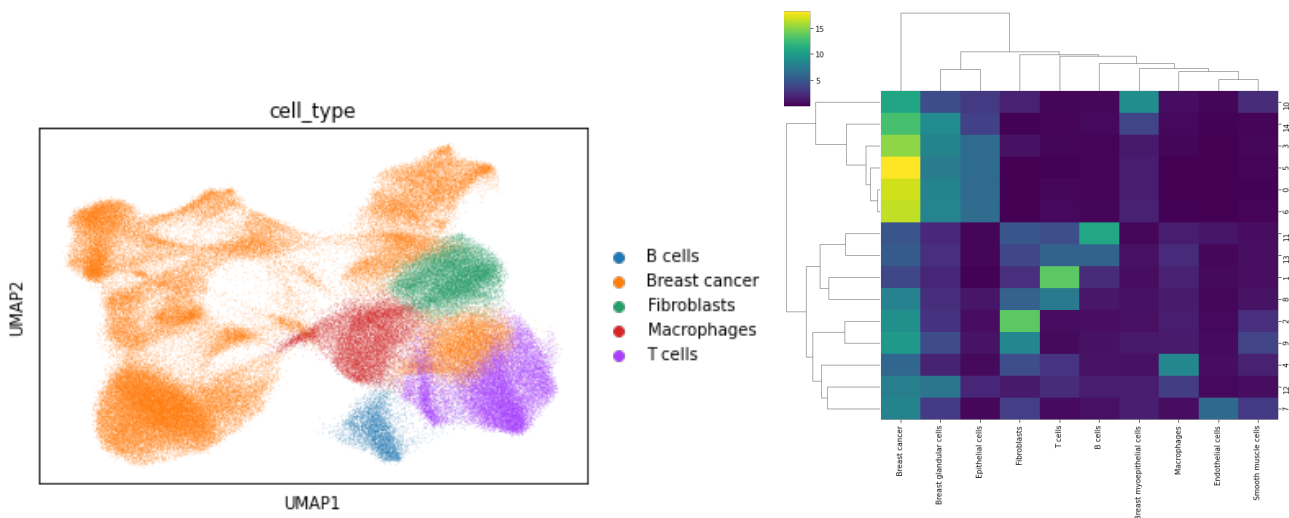 cell_type
UMAP2
UMAP1
B cells
Breast cancer
Fibroblasts
Macrophages
T cells
15
10
5
10
14
3
5
0
6
11
13
1
8
2
9
4
12
7
Breast cancer
Breast glandular cells
Epithelial cells
Fibroblasts
T cells
B cells
Breast myoepithelial cells
Macrophages
Endothelial cells
Smooth muscle cells